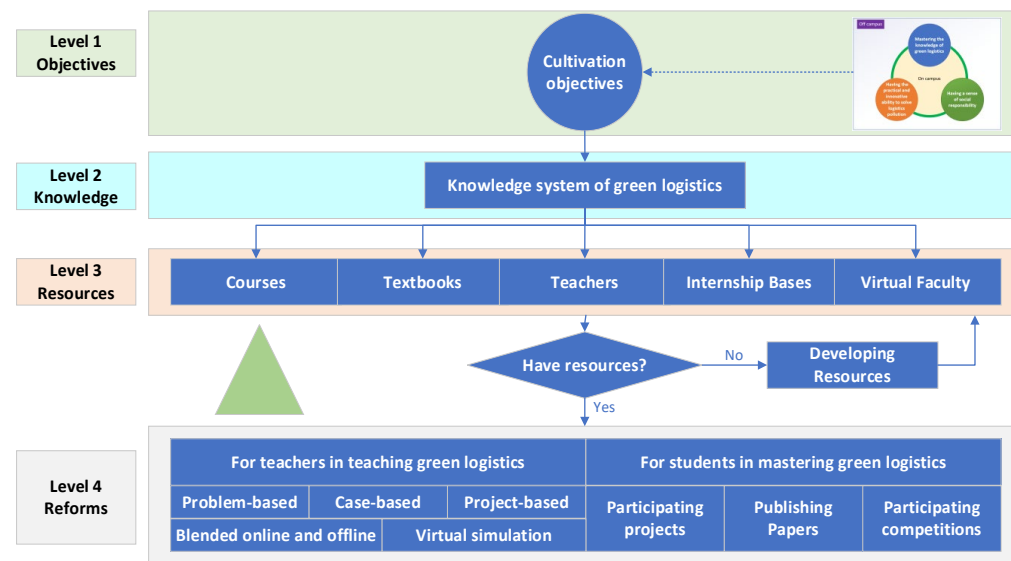 Level 1
Objectives
Cultivation
objectives
Off campus
Mastering the
knowledge of
green logistics
On campus
Having the
practical and
innovative
ability to solve
logistics
pollution
Having a sense
of social
responsibility
Level 2
Knowledge
Knowledge system of green logistics
Level 3
Resources
Courses
Textbooks
Teachers
Internship Bases
Virtual Faculty
Have resources?
No
Developing
Resources
Yes
Level 4
Reforms
For teachers in teaching green logistics
For students in mastering green logistics
Problem-based
Case-based
Project-based
Blended online and offline
Virtual simulation
Participating
projects
Publishing
Papers
Participating
competitions